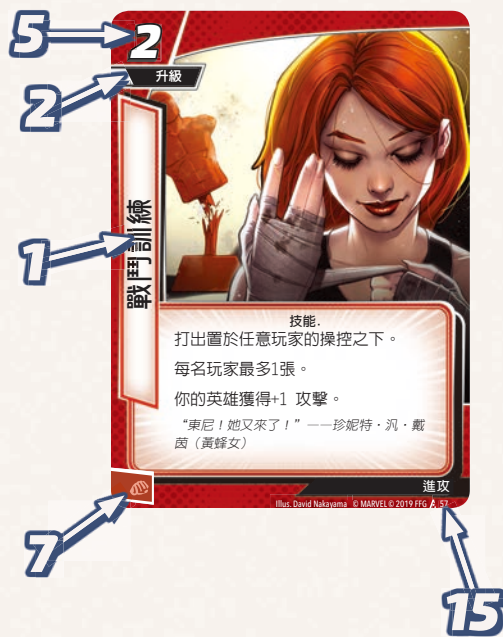 5
2
2
升級
1
戰鬥訓練
技能.
打出置於任意玩家的操控之下。
每名玩家最多1張。
你的英雄獲得+1 攻擊。
“東尼！她又來了！”——珍妮特·汎·戴
茵（黃蜂女）
進攻
7
Illus. David Nakayama © MARVEL © 2019 FFG 57
15